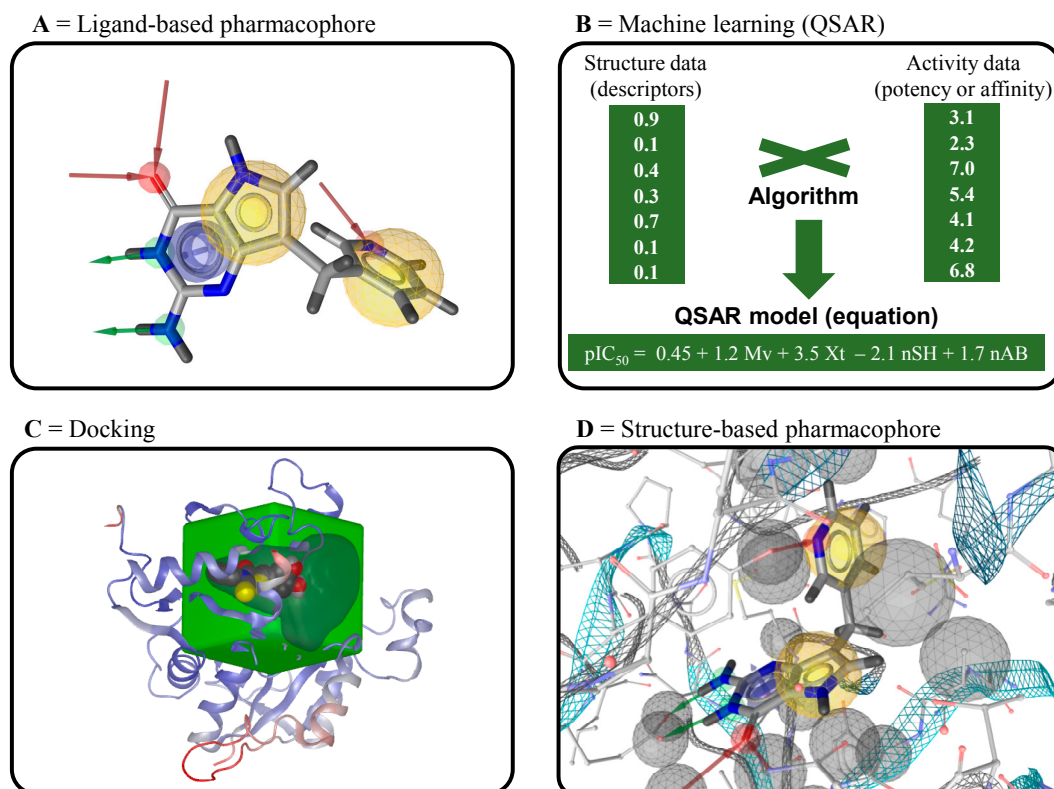 A = Ligand-based pharmacophore
B = Machine learning (QSAR)
Structure data
(descriptors)
Activity data
(potency or affinity)
0.9
0.1
0.4
0.3
0.7
0.1
0.1
Algorithm
3.1
2.3
7.0
5.4
4.1
4.2
6.8
QSAR model (equation)
pIC₅₀ = 0.45 + 1.2 Mv + 3.5 Xt − 2.1 nSH + 1.7 nAB
C = Docking
D = Structure-based pharmacophore